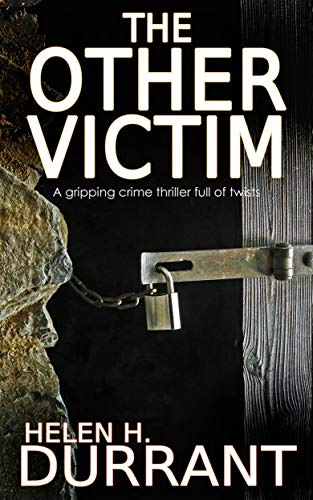 THE
OTHER
VICTIM
A gripping crime thriller full of twists
HELEN H.
DURRANT